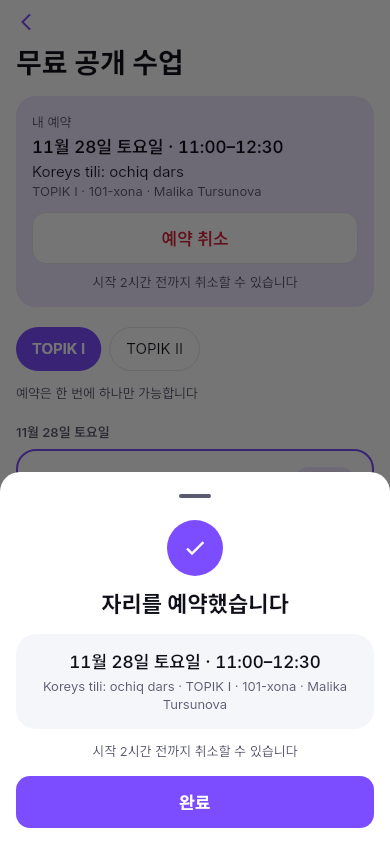 무료 공개 수업
내 예약
11월 28일 토요일 · 11:00–12:30
Koreys tili: ochiq dars
TOPIK I · 101-xona · Malika Tursunova
예약 취소
시작 2시간 전까지 취소할 수 있습니다
TOPIK I
TOPIK II
예약은 한 번에 하나만 가능합니다
11월 28일 토요일
자리를 예약했습니다
11월 28일 토요일 · 11:00–12:30
Koreys tili: ochiq dars · TOPIK I · 101-xona · Malika
Tursunova
시작 2시간 전까지 취소할 수 있습니다
완료